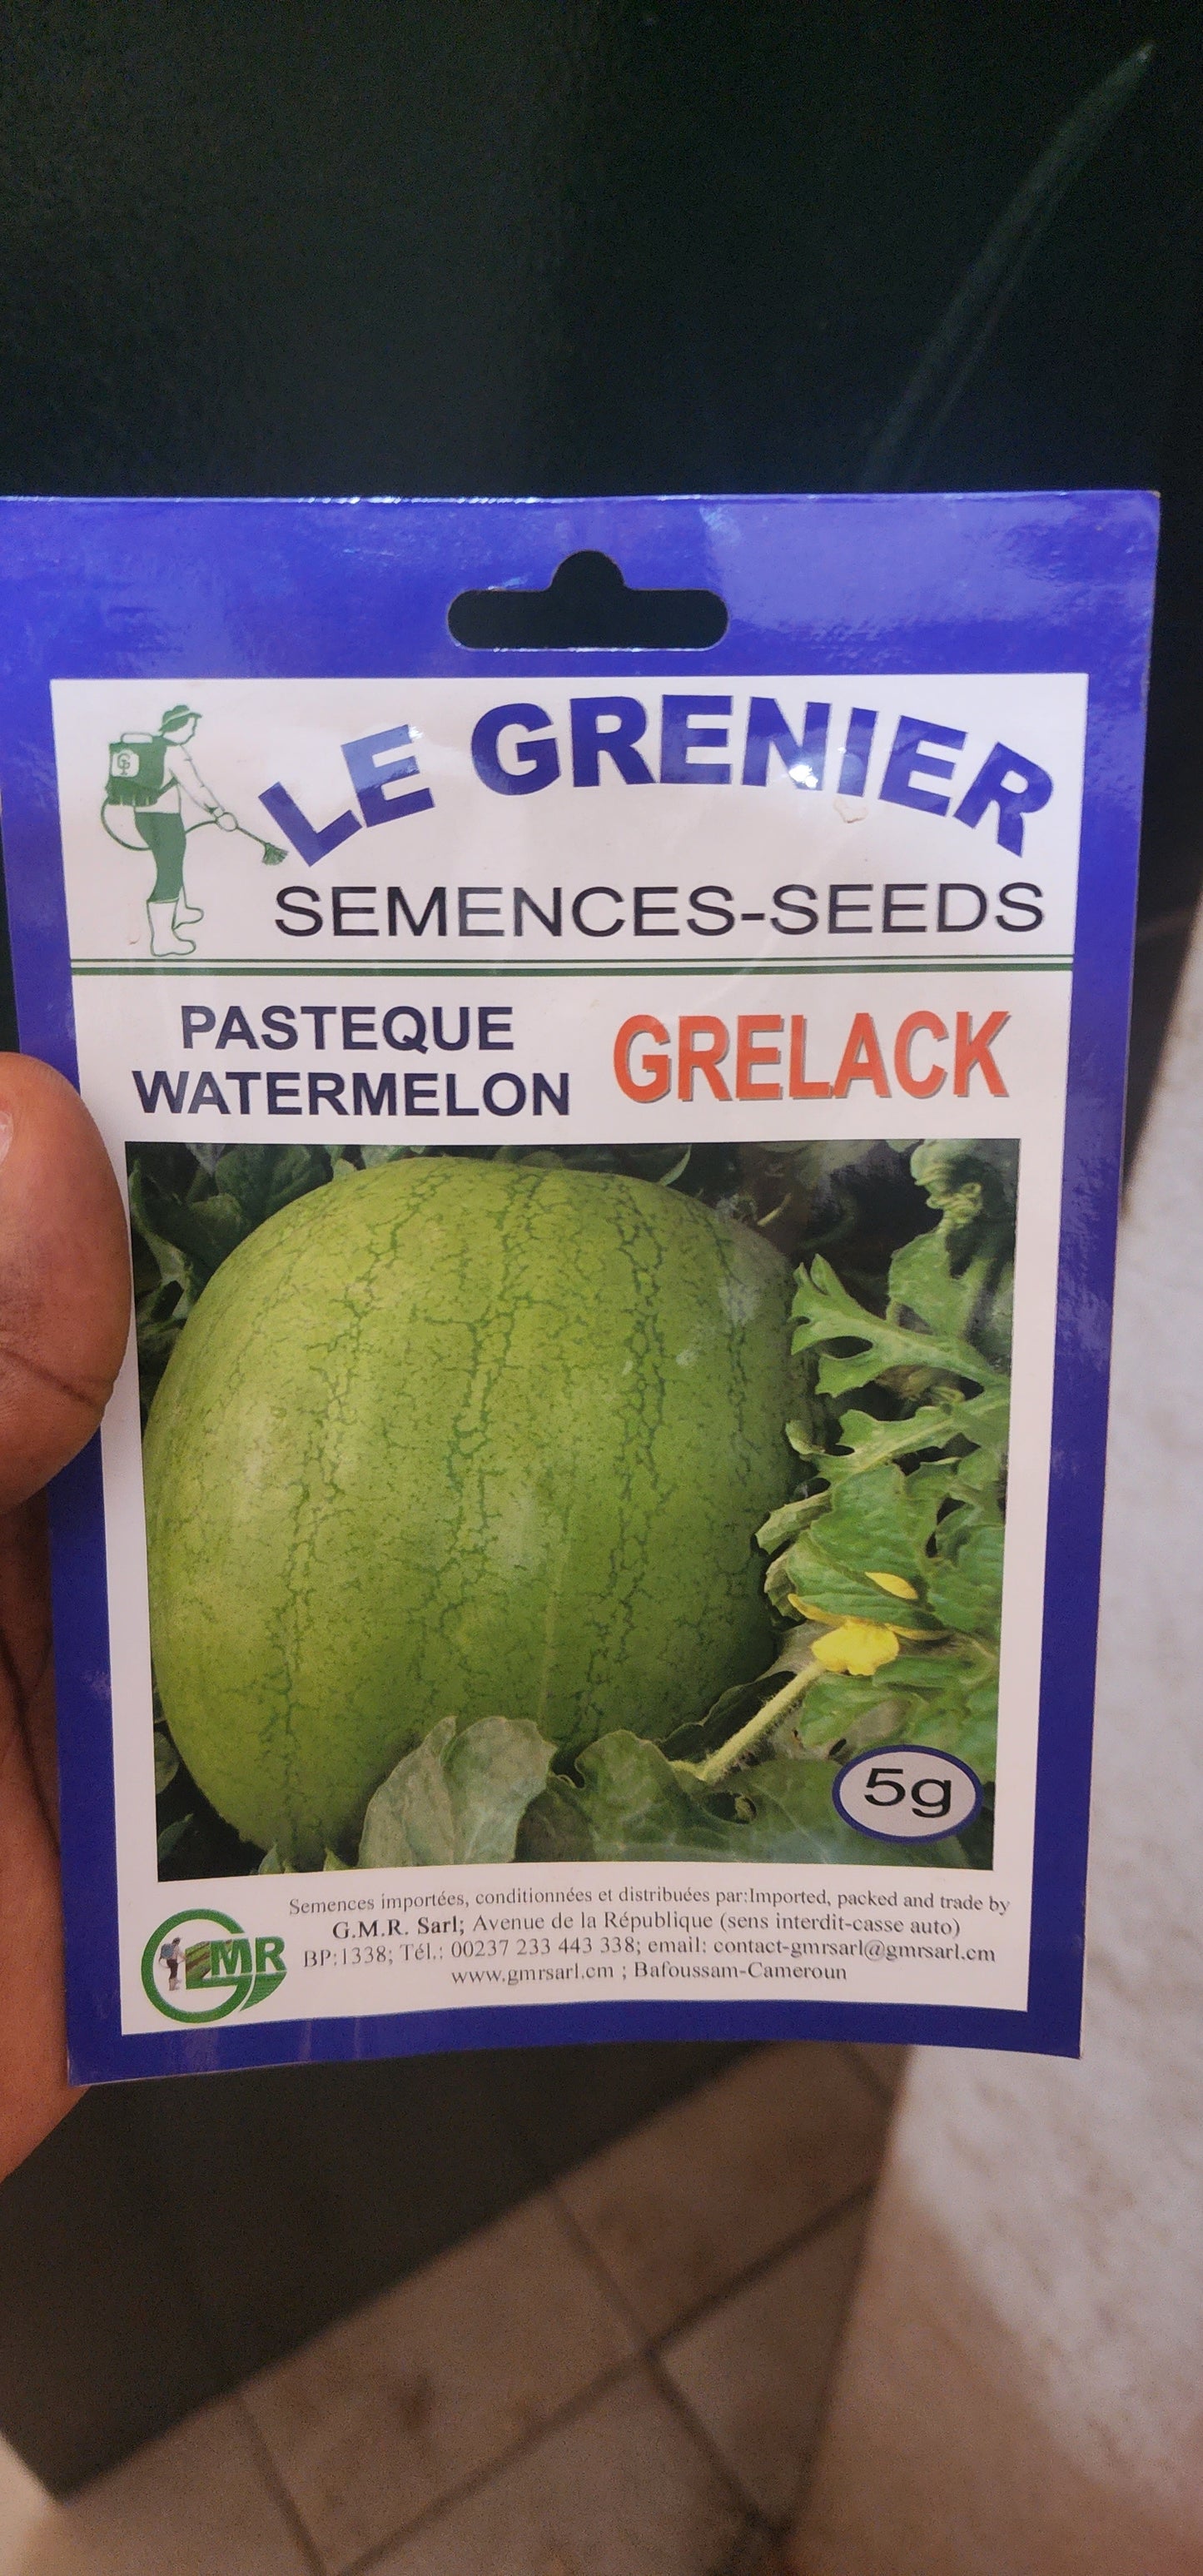 LE GRENIER
SEMENCES-SEEDS
PASTEQUE
WATERMELON
GRELACK
5g
Semences importées, conditionnées et distribuées par:Imported, packed and trade by
G.M.R. Sarl; Avenue de la République (sens interdit-casse auto)
BP:1338; Tél.: 00237 233 443 338; email: contact-gmrsarl@gmrsarl.cm
www.gmrsarl.cm ; Bafoussam-Cameroun
GMR